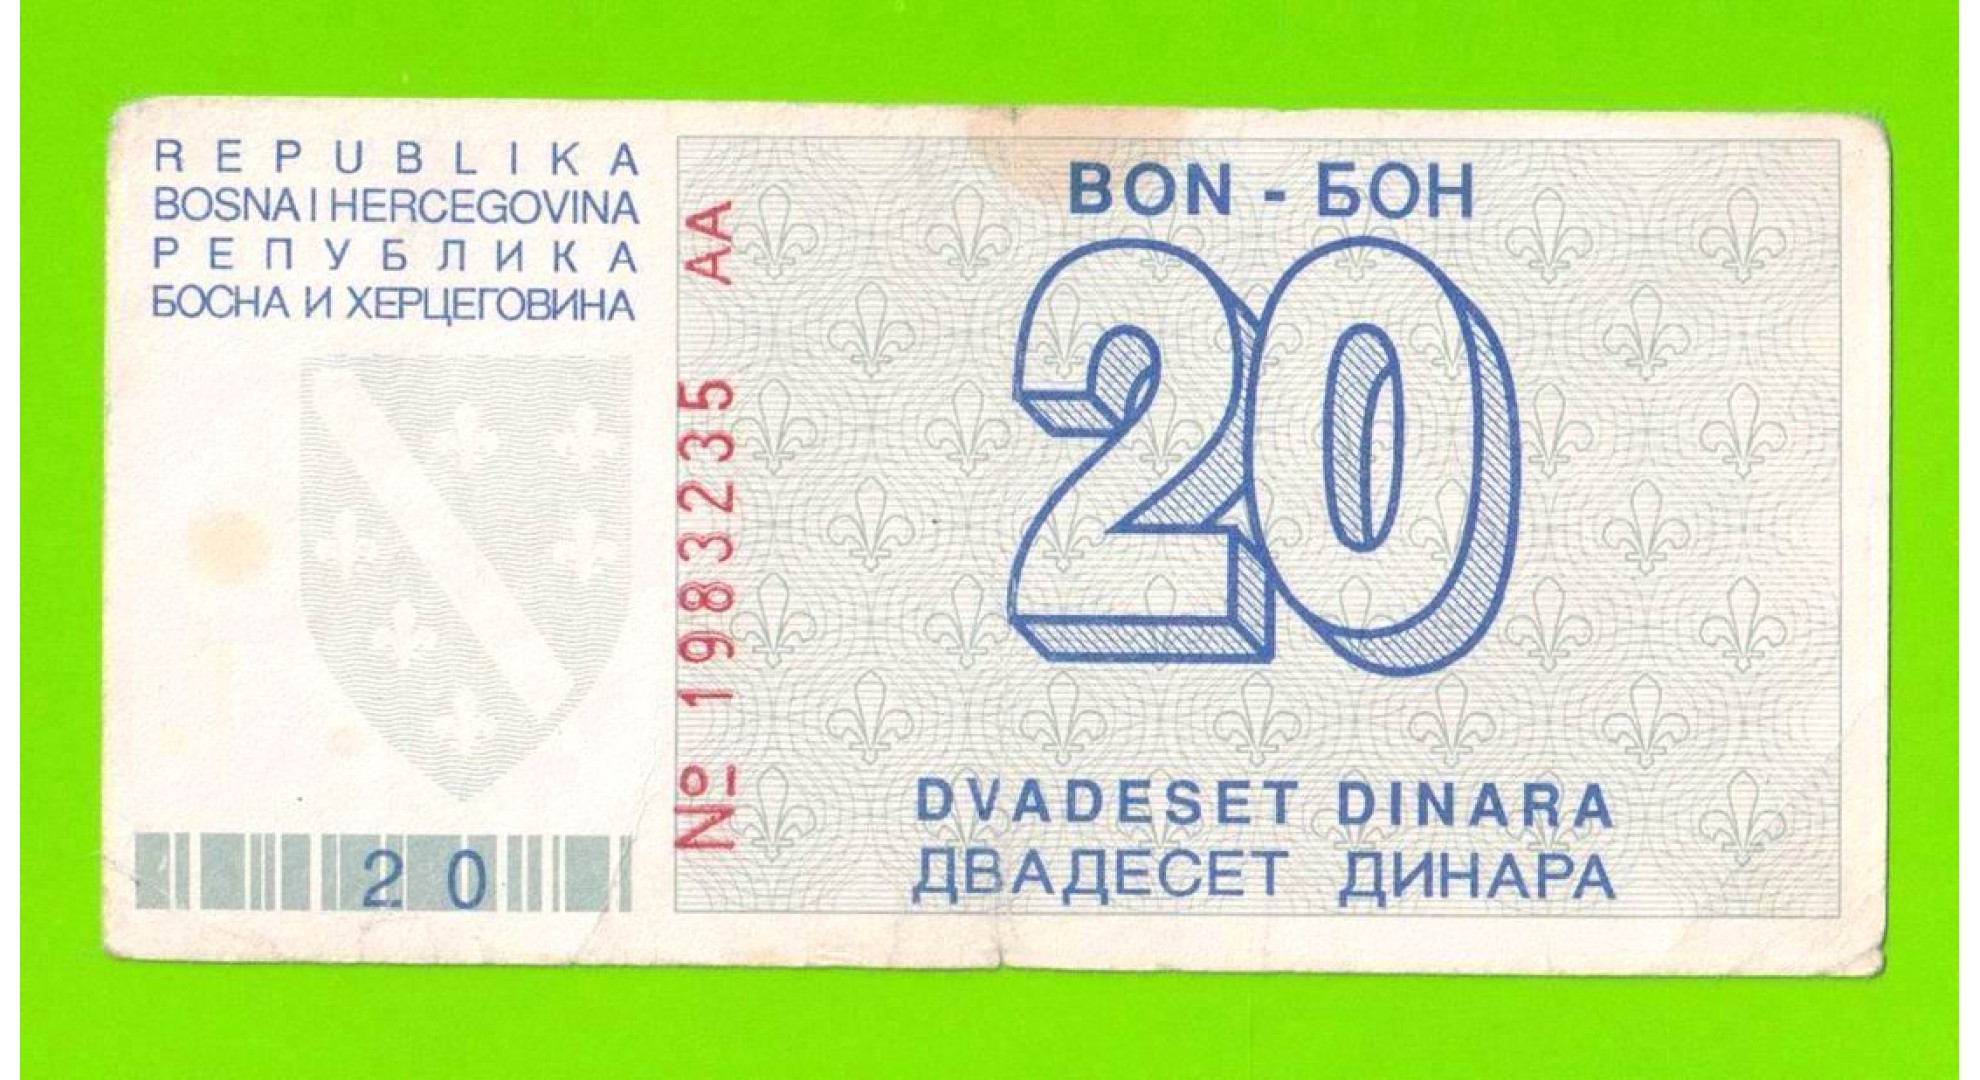 REPUBLIKA
BOSNA I HERCEGOVINA
РЕПУБЛИКА
БОСНА И ХЕРЦЕГОВИНА
20
№ 1983235 AA
BON - БОН
20
DVADESET DINARA
ДВАДЕСЕТ ДИНАРА